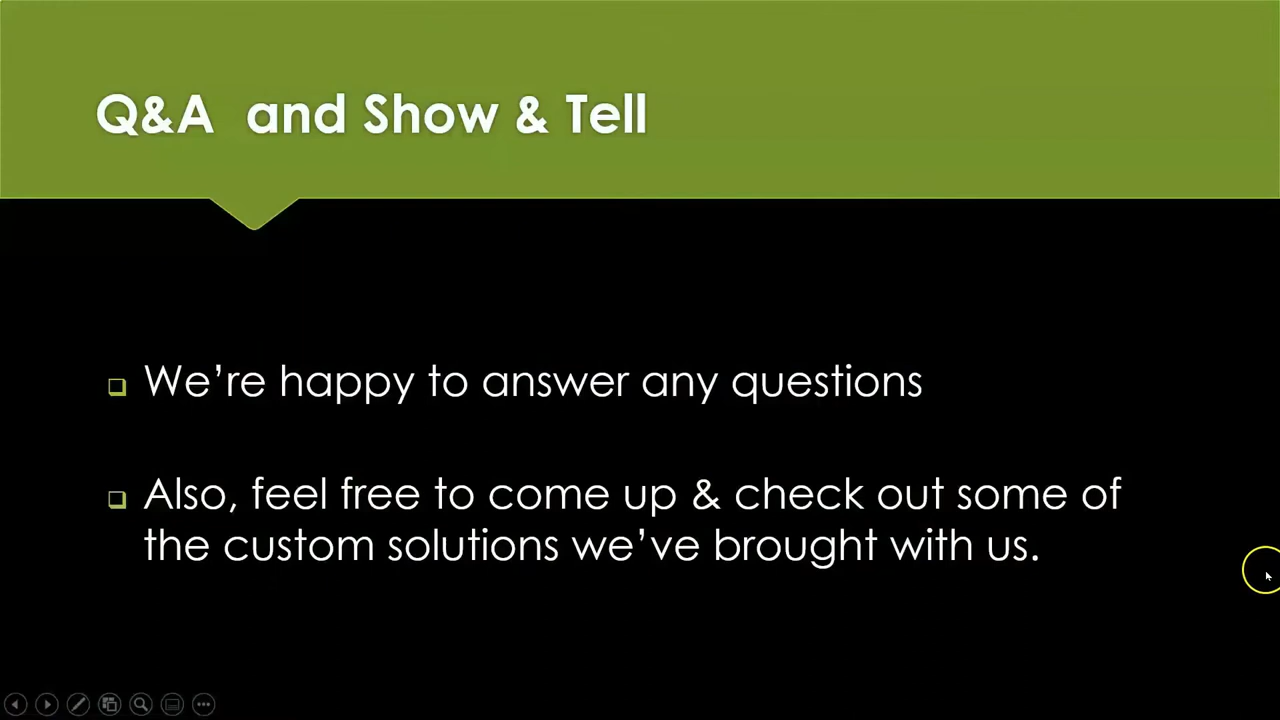 Q&A  and Show & Tell
We’re happy to answer any questions
Also, feel free to come up & check out some of
the custom solutions we’ve brought with us.